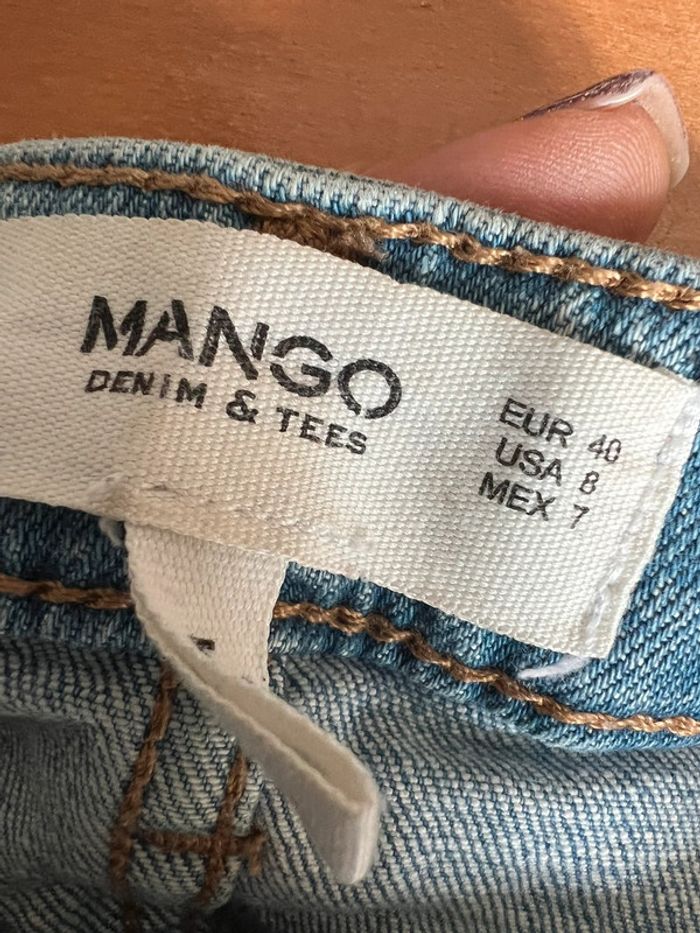 MANGO
DENIM & TEES
EUR 40
USA 8
MEX 7